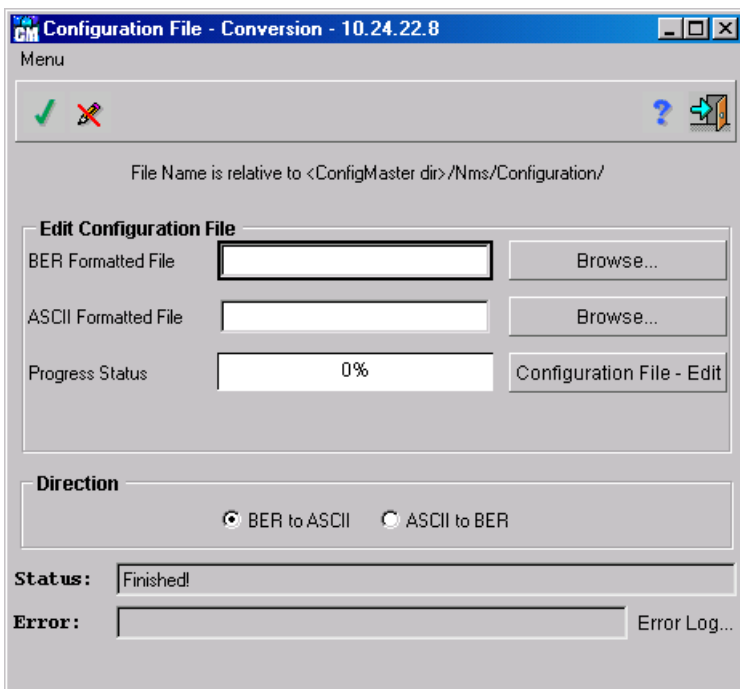 CM Configuration File - Conversion - 10.24.22.8
Menu
?
File Name is relative to <ConfigMaster dir>/Nms/Configuration/
Edit Configuration File
BER Formatted File Browse...
ASCII Formatted File Browse...
Progress Status 0% Configuration File - Edit
Direction
BER to ASCII ASCII to BER
Status: Finished!
Error: Error Log...